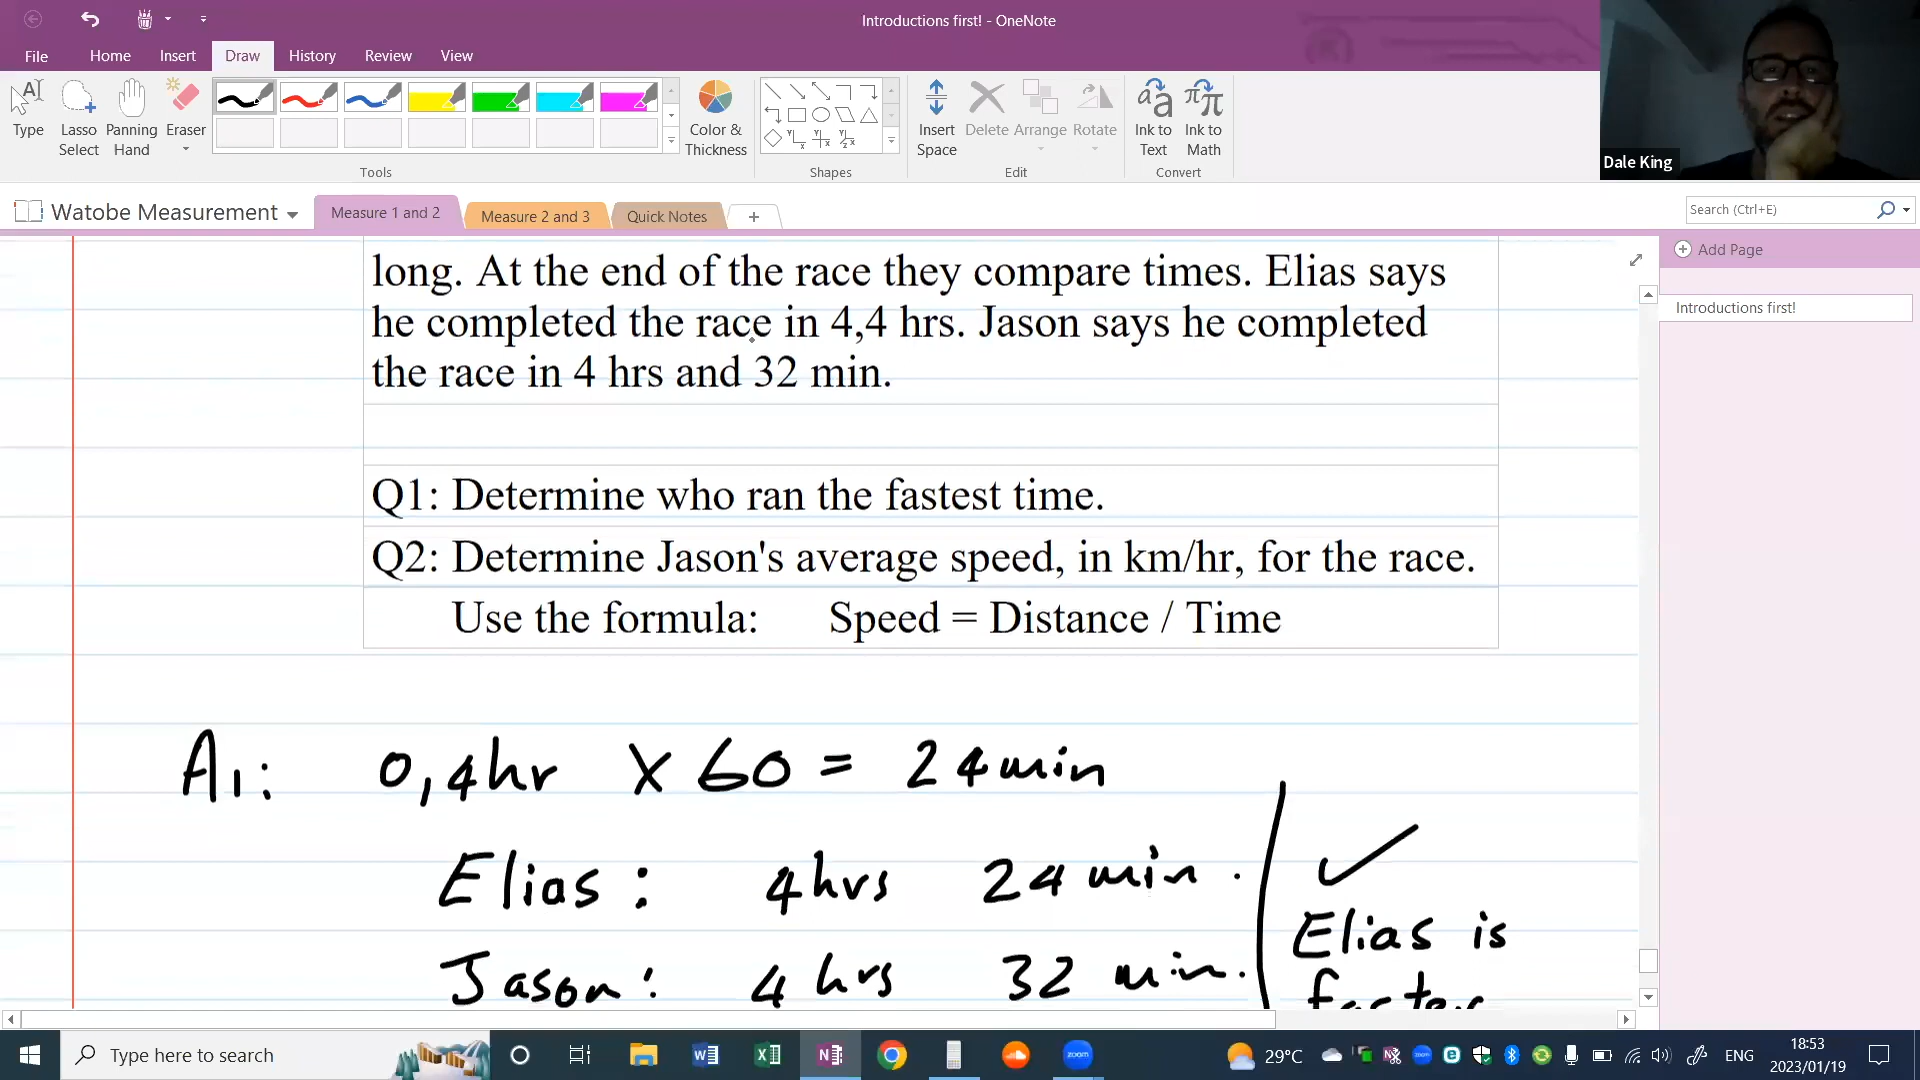 Introductions first! - OneNote
File Home Insert Draw History Review View
Type
Lasso Select
Panning Hand
Eraser
Color & Thickness
Insert Space
Delete
Arrange
Rotate
Ink to Text
Ink to Math
Tools Shapes Edit Convert
Dale King
Watobe Measurement Measure 1 and 2 Measure 2 and 3 Quick Notes +
Search (Ctrl+E)
Add Page
Introductions first!
long. At the end of the race they compare times. Elias says
he completed the race in 4,4 hrs. Jason says he completed
the race in 4 hrs and 32 min.
Q1: Determine who ran the fastest time.
Q2: Determine Jason's average speed, in km/hr, for the race.
Use the formula: Speed = Distance / Time
A1: 0,4hr X 60 = 24min
Elias: 4hrs 24 min.
Jason: 4 hrs 32 min.
Elias is
faster
Type here to search
29°C
ENG
18:53
2023/01/19